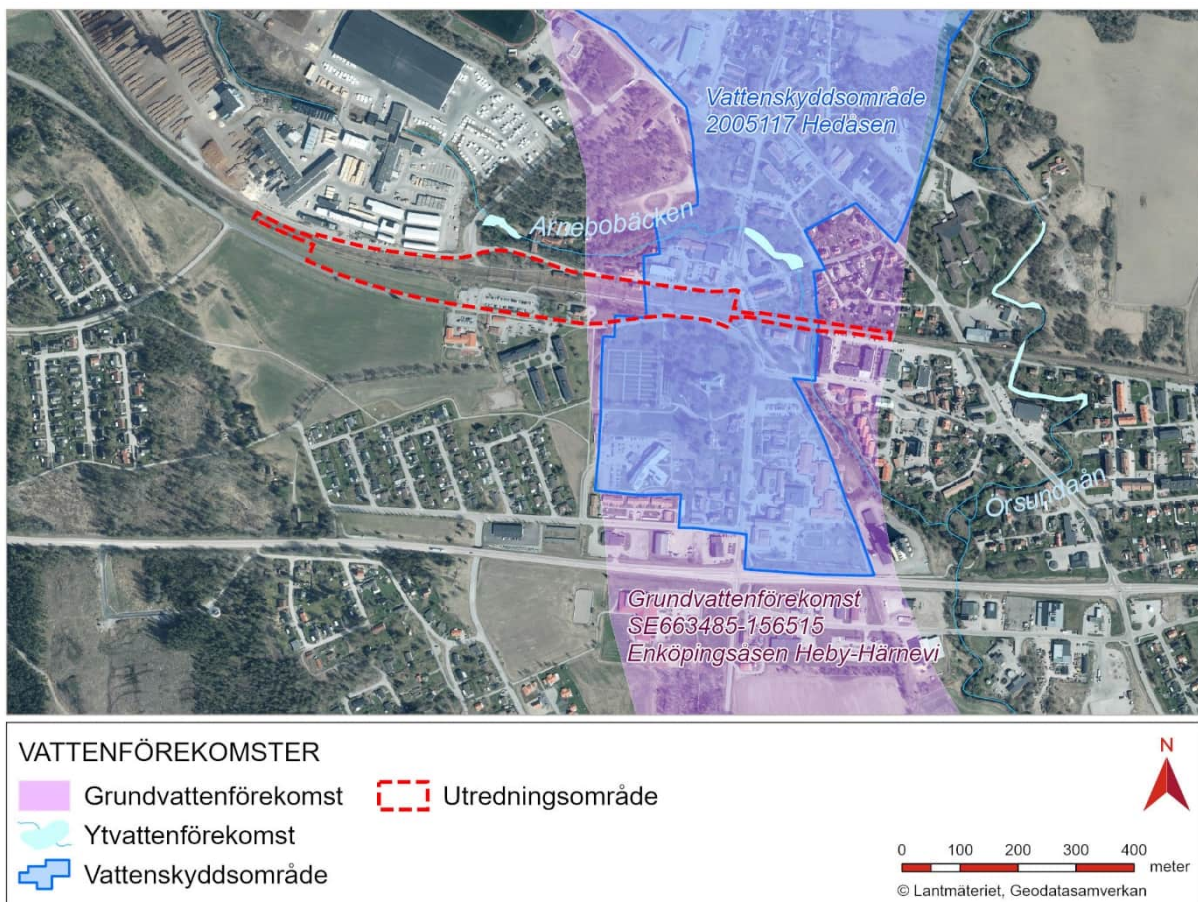 Vattenskyddsområde
2005117 Hedåsen
Arnebobäcken
Örsundaån
Grundvattenförekomst
SE663485-156515
Enköpingsåsen Heby-Härnevi
VATTENFÖREKOMSTER
Grundvattenförekomst
Utredningsområde
Ytvattenförekomst
Vattenskyddsområde
N
0 100 200 300 400
meter
© Lantmäteriet, Geodatasamverkan